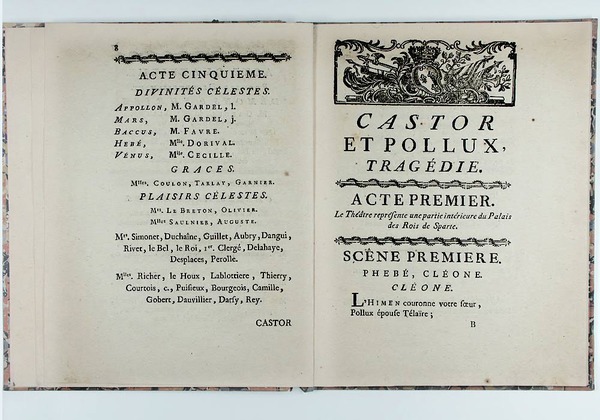 8
ACTE CINQUIEME.
DIVINITÉS CÉLESTES.
APPOLLON, M. GARDEL, l.
MARS, M. GARDEL, j.
BACCUS, M. FAVRE.
HEBÉ, Mlle. DORIVAL.
VÉNUS, Mlle. CECILLE.
GRACES.
Mlles. COULON, TARLAY, GARNIER.
PLAISIRS CÉLESTES.
Mrs. LE BRETON, OLIVIER.
Mlles SAULNIER, AUGUSTE.
Mrs. Simonet, Duchaîne, Guillet, Aubry, Dangui,
Rivet, le Bel, le Roi, 1er. Clergé, Delahaye,
Desplaces, Perolle.
Mlles. Richer, le Houx, Lablottiere, Thierry,
Courtois, c., Puisieux, Bourgeois, Camille,
Gobert, Dauvillier, Darsy, Rey.
CASTOR
CASTOR
ET POLLUX,
TRAGÉDIE.
ACTE PREMIER.
Le Théâtre représente une partie intérieure du Palais
des Rois de Sparte.
SCÈNE PREMIERE.
PHEBÉ, CLÉONE.
CLÉONE.
L'HIMEN couronne votre sœur,
Pollux épouse Télaïre;
B